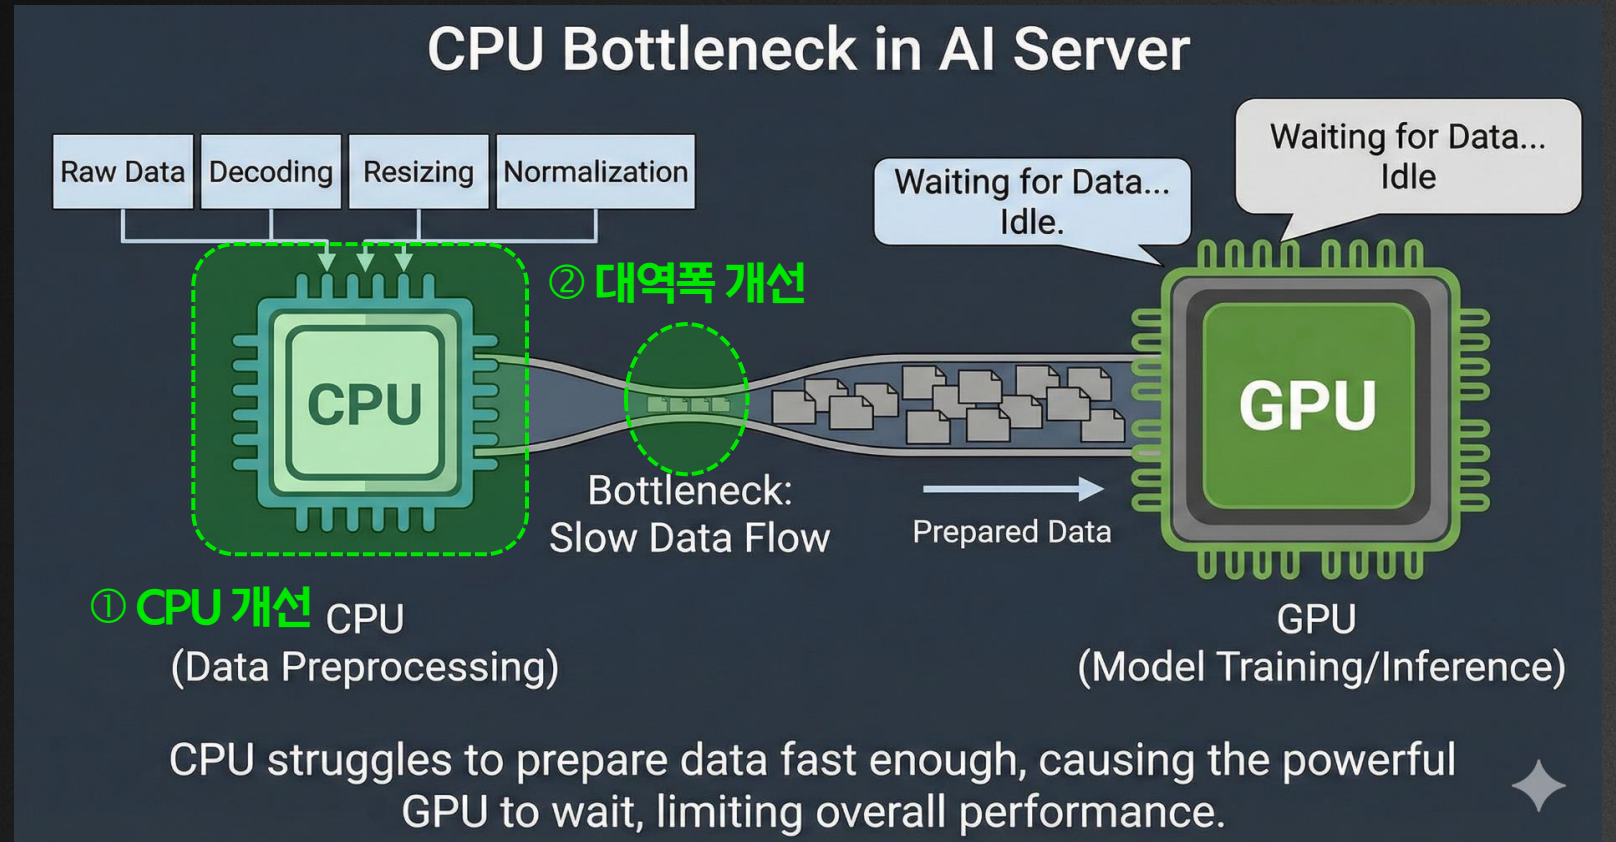 CPU Bottleneck in AI Server
Raw Data
Decoding
Resizing
Normalization
Waiting for Data...
Idle.
Waiting for Data...
Idle
② 대역폭 개선
CPU
GPU
Bottleneck:
Slow Data Flow
Prepared Data
① CPU 개선
CPU
(Data Preprocessing)
GPU
(Model Training/Inference)
CPU struggles to prepare data fast enough, causing the powerful
GPU to wait, limiting overall performance.